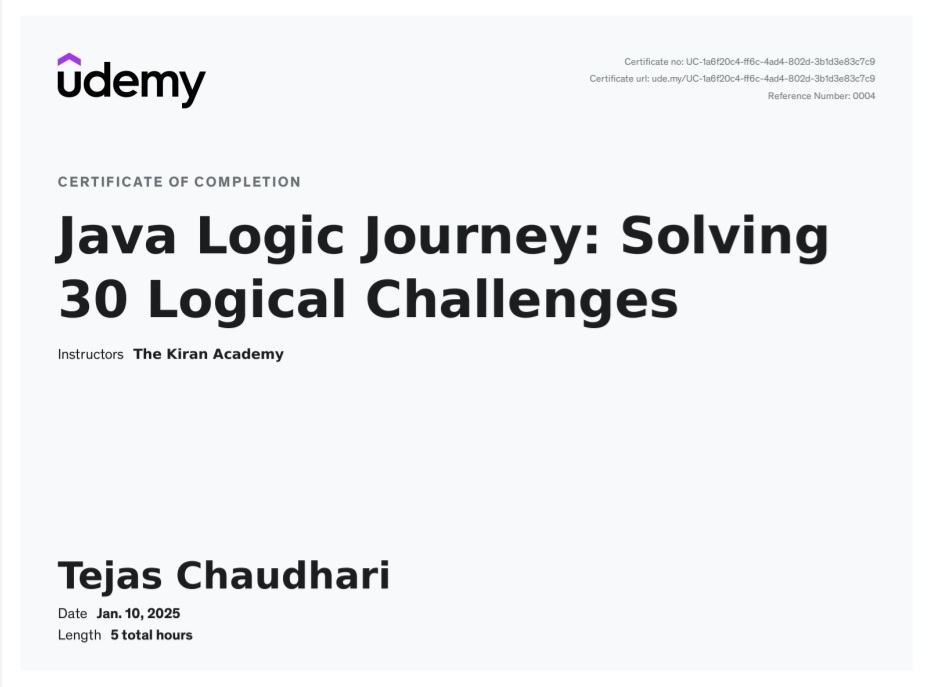 udemy
Certificate no: UC-1a6f20c4-ff6c-4ad4-802d-3b1d3e83c7c9
Certificate url: ude.my/UC-1a6f20c4-ff6c-4ad4-802d-3b1d3e83c7c9
Reference Number: 0004
CERTIFICATE OF COMPLETION
Java Logic Journey: Solving
30 Logical Challenges
Instructors The Kiran Academy
Tejas Chaudhari
Date Jan. 10, 2025
Length 5 total hours